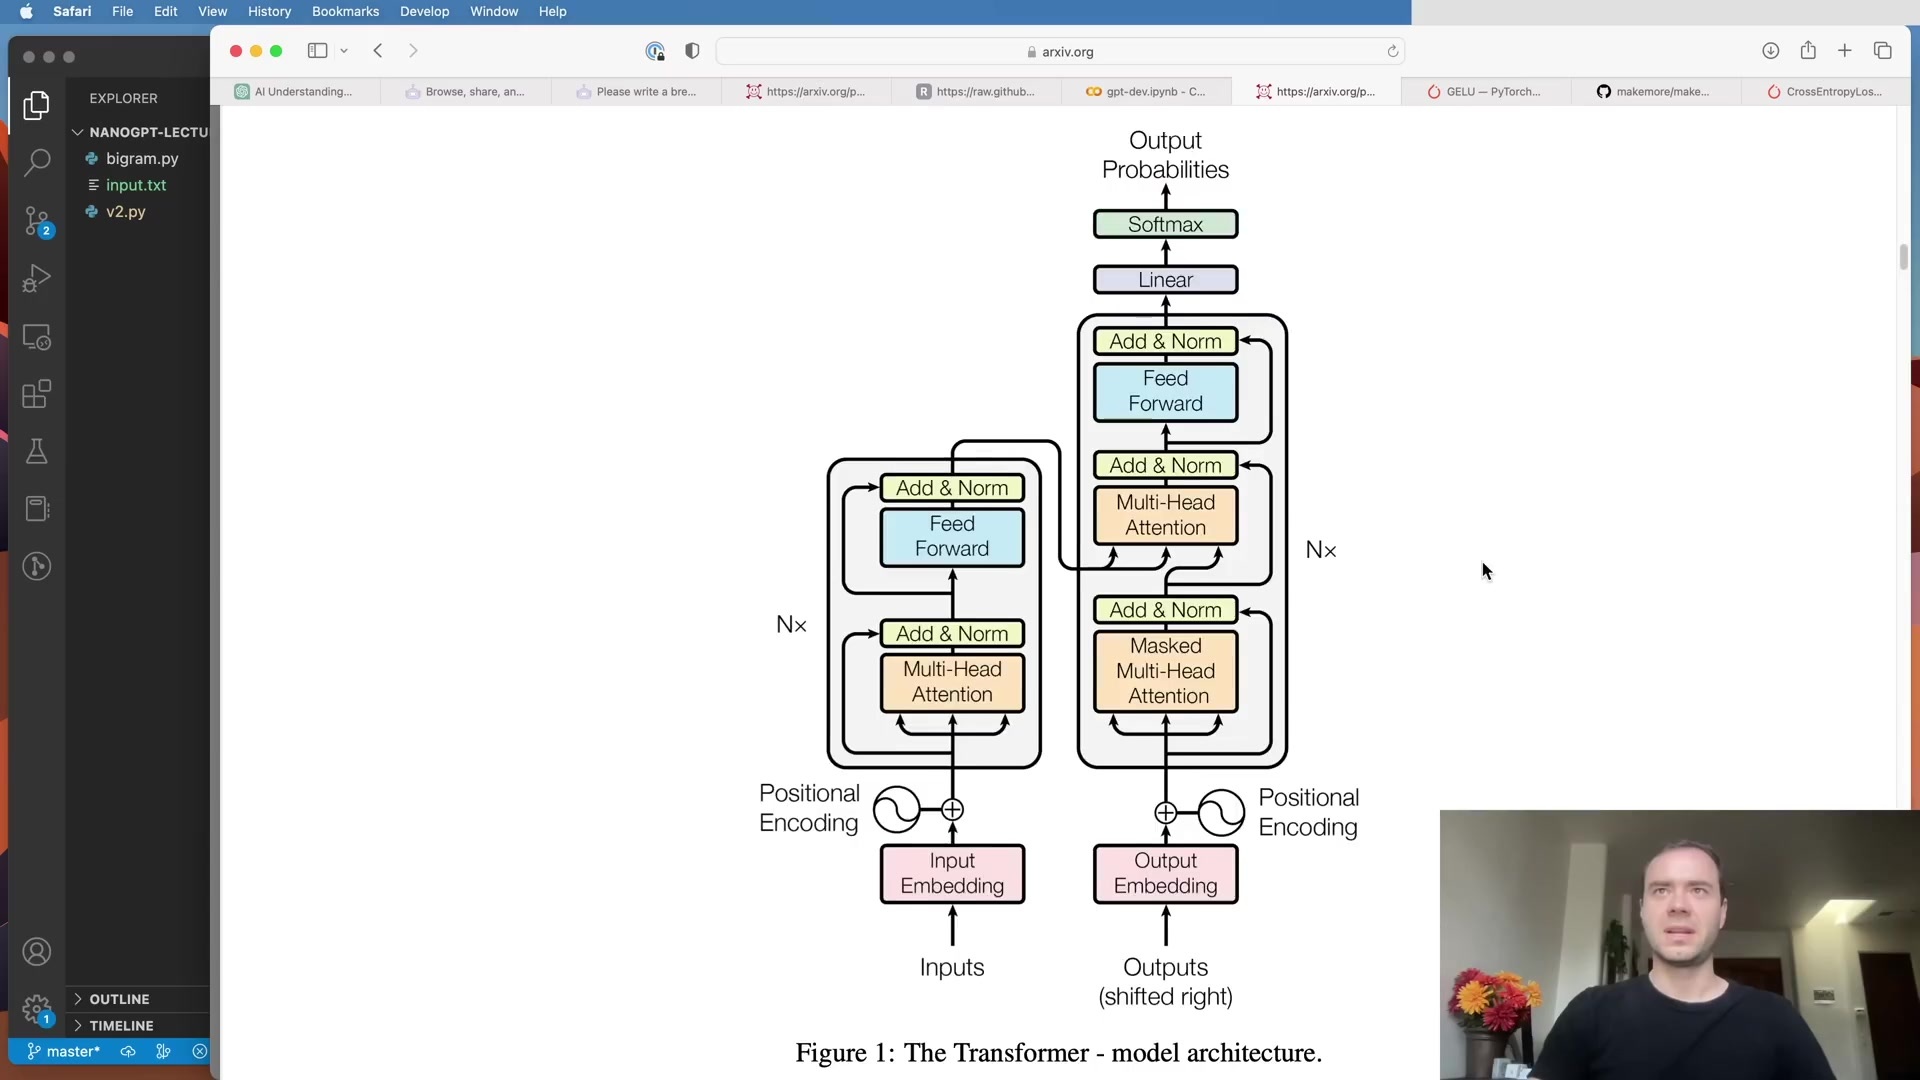 Safari File Edit View History Bookmarks Develop Window Help
arxiv.org
AI Understanding...
Browse, share, an...
Please write a bre...
https://arxiv.org/p...
https://raw.github...
gpt-dev.ipynb - C...
https://arxiv.org/p...
GELU — PyTorch...
makemore/make...
CrossEntropyLos...
EXPLORER
NANOGPT-LECTU
bigram.py
input.txt
v2.py
2
1
OUTLINE
TIMELINE
master*
Output
Probabilities
Softmax
Linear
Add & Norm
Feed
Forward
Add & Norm
Multi-Head
Attention
Nx
Add & Norm
Masked
Multi-Head
Attention
Add & Norm
Feed
Forward
Nx
Add & Norm
Multi-Head
Attention
Positional
Encoding
Positional
Encoding
Input
Embedding
Output
Embedding
Inputs
Outputs
(shifted right)
Figure 1: The Transformer - model architecture.